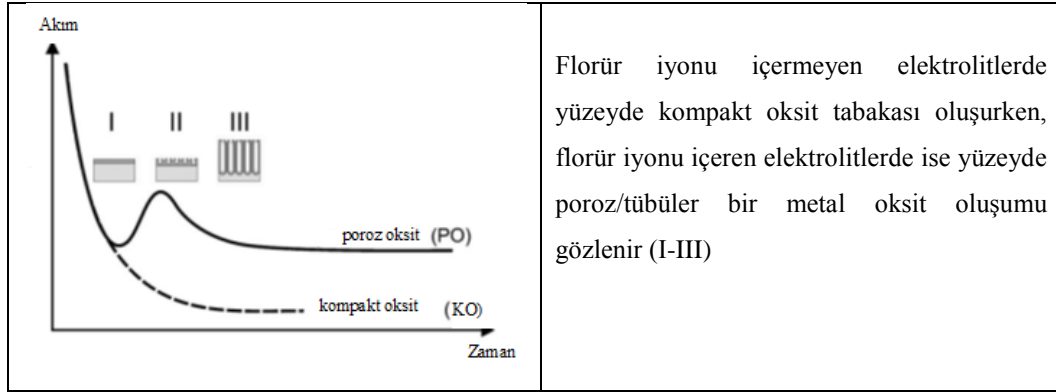 Akım
I II III
poroz oksit (PO)
kompakt oksit (KO)
Zaman
Florür iyonu içermeyen elektrolitlerde
yüzeyde kompakt oksit tabakası oluşurken,
florür iyonu içeren elektrolitlerde ise yüzeyde
poroz/tübüler bir metal oksit oluşumu
gözlenir (I-III)